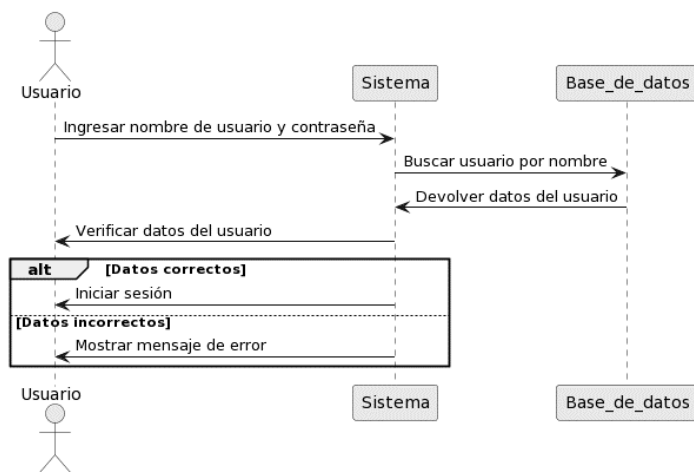 Usuario
Sistema
Base_de_datos
Ingresar nombre de usuario y contraseña
Buscar usuario por nombre
Devolver datos del usuario
Verificar datos del usuario
alt [Datos correctos]
Iniciar sesión
[Datos incorrectos]
Mostrar mensaje de error
Usuario
Sistema
Base_de_datos